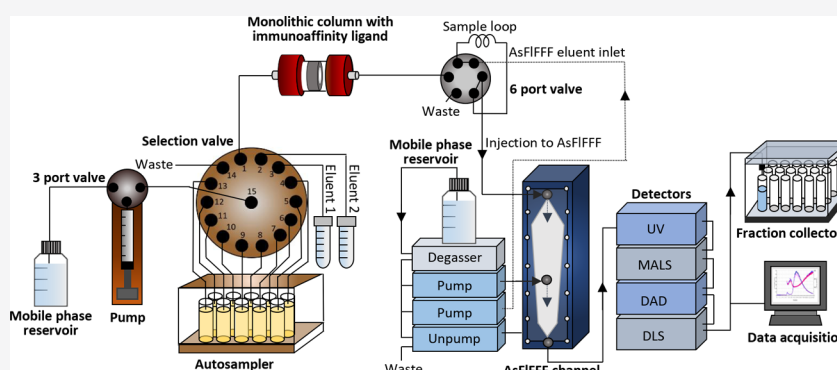 Monolithic column with
immunoaffinity ligand
Sample loop
AsFlFFF eluent inlet
6 port valve
Waste
Selection valve
Waste
Injection to AsFlFFF
Mobile phase
reservoir
3 port valve
1
2
3
4
5
6
7
8
9
10
11
12
13
14
15
Eluent 1
Eluent 2
Detectors
UV
MALS
DAD
DLS
Fraction collecto
Degasser
Pump
Pump
Unpump
Mobile phase
reservoir
Pump
Autosampler
Waste
AsFlFFF channel
Data acquisition